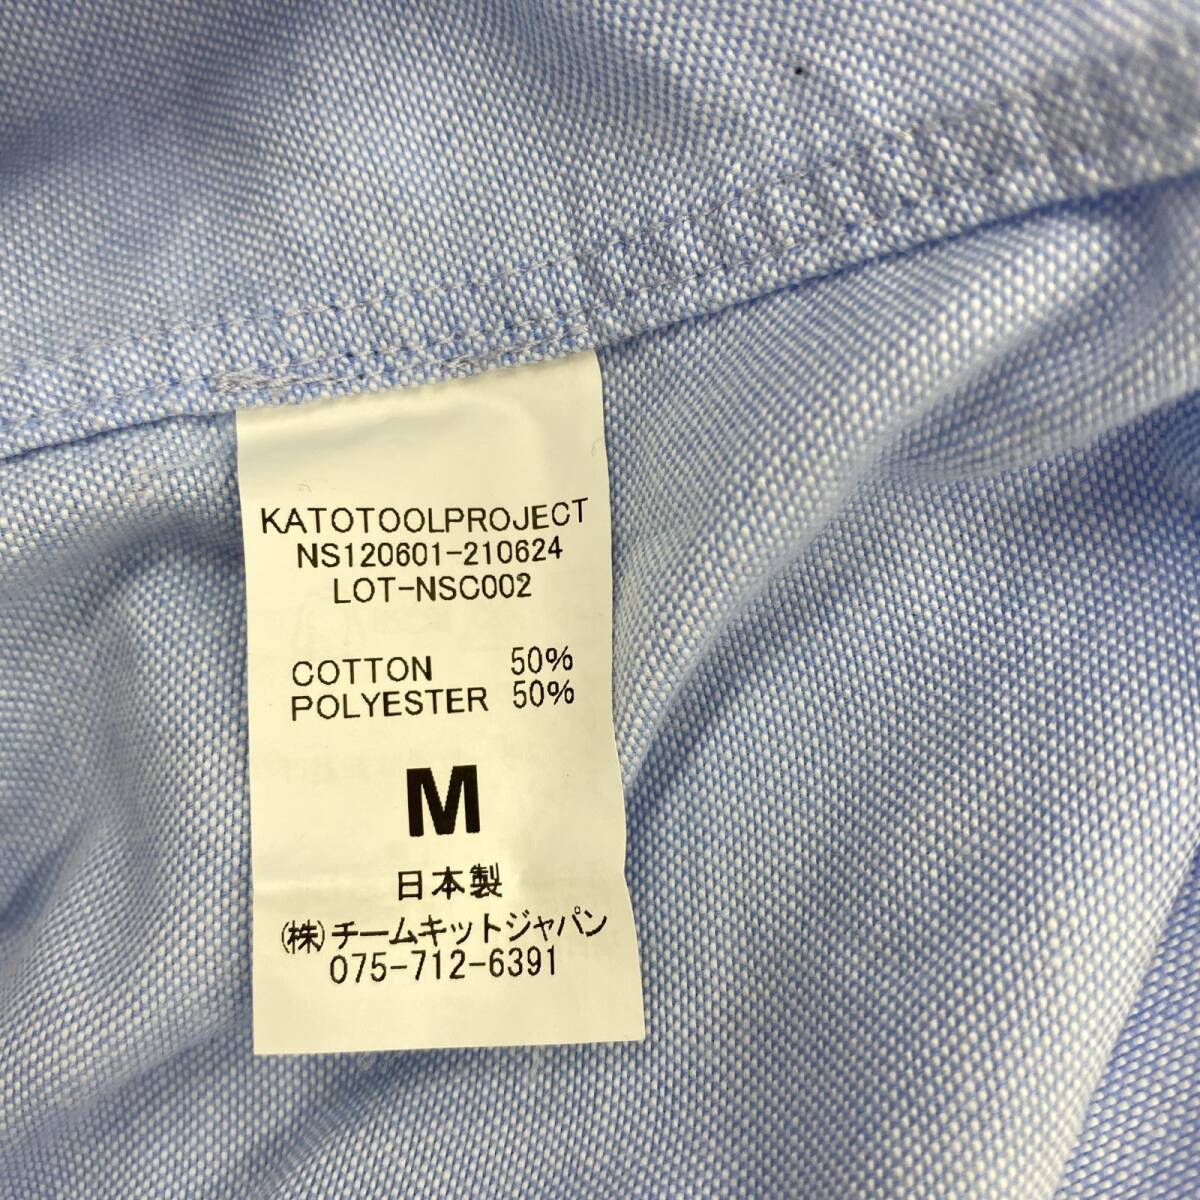 KATOTOOLPROJECT
NS120601-210624
LOT-NSC002
COTTON 50%
POLYESTER 50%
M
日本製
(株)チームキットジャパン
075-712-6391